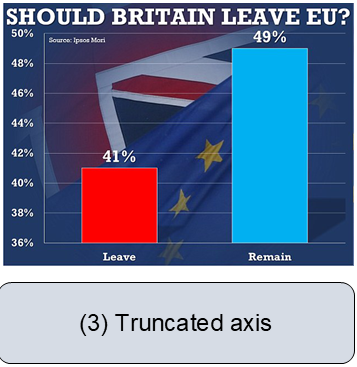 SHOULD BRITAIN LEAVE EU?
50%
Source: Ipsos Mori
49%
48%
46%
44%
42%
41%
40%
38%
36%
Leave
Remain
(3) Truncated axis